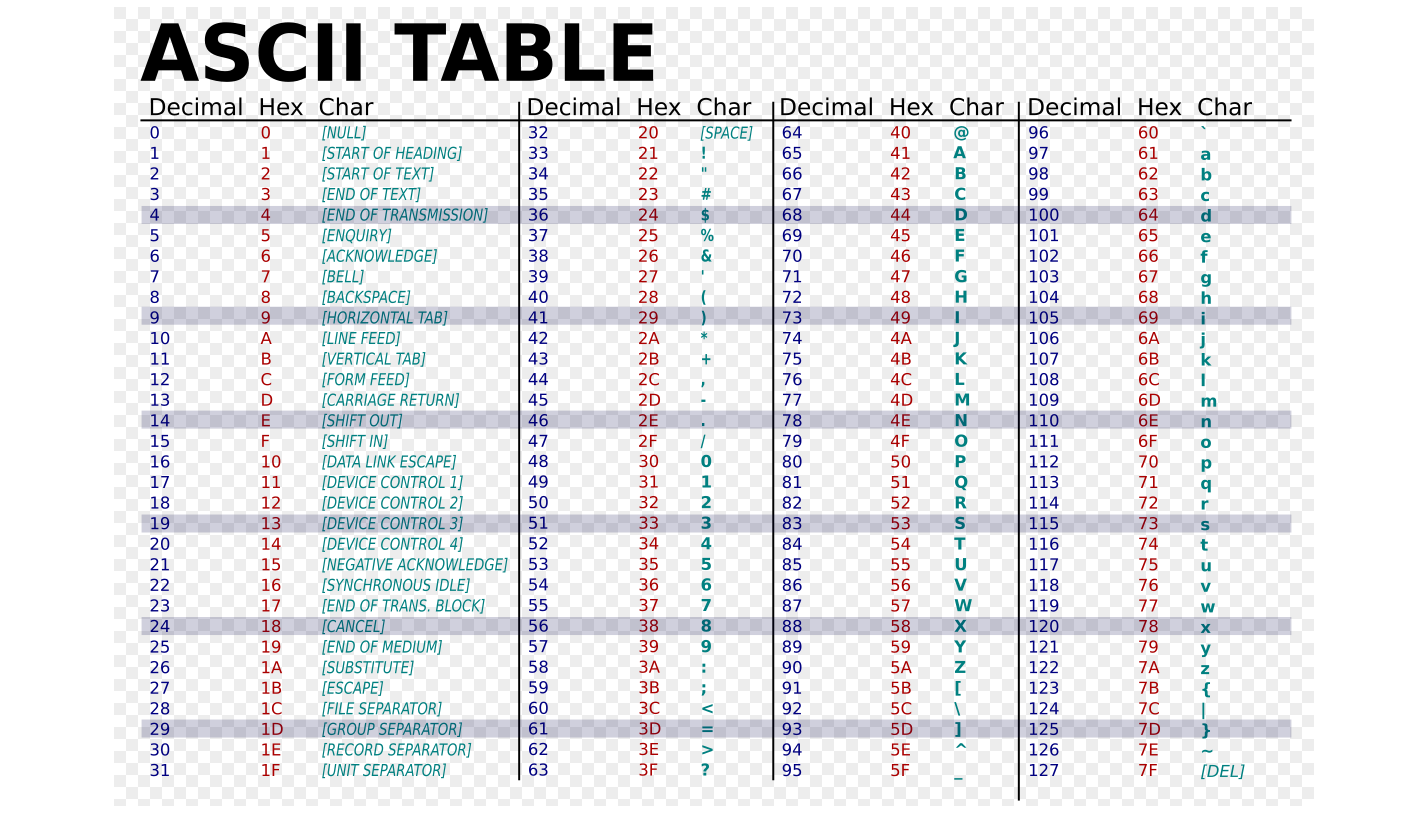 ASCII TABLE
Decimal Hex Char Decimal Hex Char Decimal Hex Char Decimal Hex Char
0 0 [NULL] 32 20 [SPACE] 64 40 @ 96 60 `
1 1 [START OF HEADING] 33 21 ! 65 41 A 97 61 a
2 2 [START OF TEXT] 34 22 " 66 42 B 98 62 b
3 3 [END OF TEXT] 35 23 # 67 43 C 99 63 c
4 4 [END OF TRANSMISSION] 36 24 $ 68 44 D 100 64 d
5 5 [ENQUIRY] 37 25 % 69 45 E 101 65 e
6 6 [ACKNOWLEDGE] 38 26 & 70 46 F 102 66 f
7 7 [BELL] 39 27 ' 71 47 G 103 67 g
8 8 [BACKSPACE] 40 28 ( 72 48 H 104 68 h
9 9 [HORIZONTAL TAB] 41 29 ) 73 49 I 105 69 i
10 A [LINE FEED] 42 2A * 74 4A J 106 6A j
11 B [VERTICAL TAB] 43 2B + 75 4B K 107 6B k
12 C [FORM FEED] 44 2C , 76 4C L 108 6C l
13 D [CARRIAGE RETURN] 45 2D - 77 4D M 109 6D m
14 E [SHIFT OUT] 46 2E . 78 4E N 110 6E n
15 F [SHIFT IN] 47 2F / 79 4F O 111 6F o
16 10 [DATA LINK ESCAPE] 48 30 0 80 50 P 112 70 p
17 11 [DEVICE CONTROL 1] 49 31 1 81 51 Q 113 71 q
18 12 [DEVICE CONTROL 2] 50 32 2 82 52 R 114 72 r
19 13 [DEVICE CONTROL 3] 51 33 3 83 53 S 115 73 s
20 14 [DEVICE CONTROL 4] 52 34 4 84 54 T 116 74 t
21 15 [NEGATIVE ACKNOWLEDGE] 53 35 5 85 55 U 117 75 u
22 16 [SYNCHRONOUS IDLE] 54 36 6 86 56 V 118 76 v
23 17 [END OF TRANS. BLOCK] 55 37 7 87 57 W 119 77 w
24 18 [CANCEL] 56 38 8 88 58 X 120 78 x
25 19 [END OF MEDIUM] 57 39 9 89 59 Y 121 79 y
26 1A [SUBSTITUTE] 58 3A : 90 5A Z 122 7A z
27 1B [ESCAPE] 59 3B ; 91 5B [ 123 7B {
28 1C [FILE SEPARATOR] 60 3C < 92 5C \ 124 7C |
29 1D [GROUP SEPARATOR] 61 3D = 93 5D ] 125 7D }
30 1E [RECORD SEPARATOR] 62 3E > 94 5E ^ 126 7E ~
31 1F [UNIT SEPARATOR] 63 3F ? 95 5F _ 127 7F [DEL]